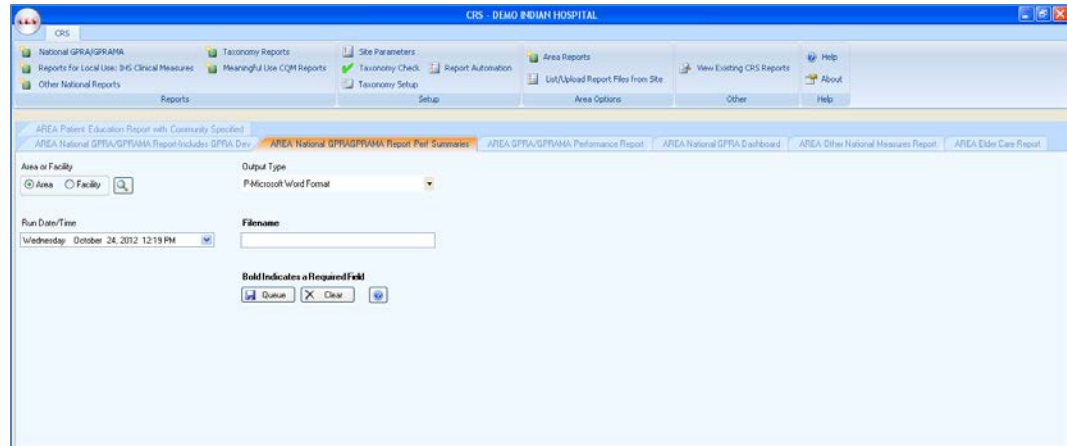 CRS - DEMO INDIAN HOSPITAL
CRS
National GPRA/GPRAMA
Taxonomy Reports
Site Parameters
Area Reports
View Existing CRS Reports
Help
Reports for Local Use: IHS Clinical Measures
Meaningful Use CQM Reports
Taxonomy Check
Report Automation
List/Upload Report Files from Site
About
Other National Reports
Taxonomy Setup
Reports
Setup
Area Options
Other
Help
AREA Patient Education Report with Community Specified
AREA National GPRA/GPRAMA Report-Includes GPRA Dev
AREA National GPRA/GPRAMA Report Perf Summaries
AREA GPRA/GPRAMA Performance Report
AREA National GPRA Dashboard
AREA Other National Measures Report
AREA Elder Care Report
Area or Facility
Output Type
Area
Facility
P-Microsoft Word Format
Run Date/Time
Filename
Wednesday October 24, 2012 12:19 PM
Bold Indicates a Required Field
Queue
Clear